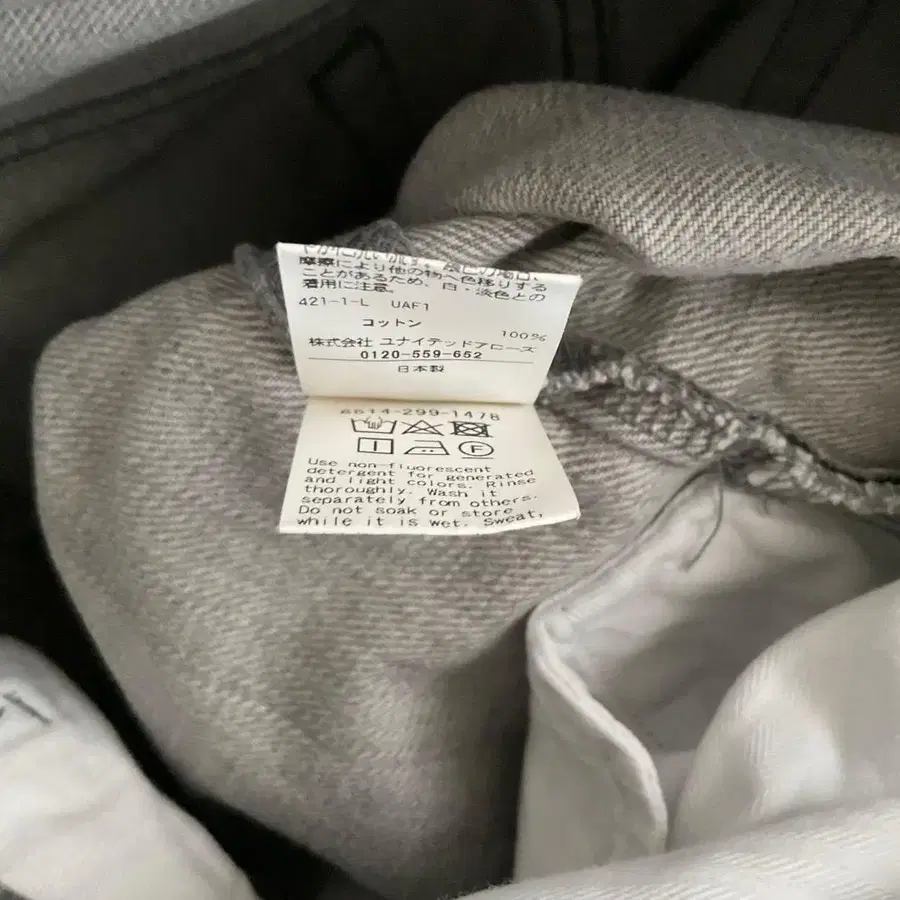 摩擦により他の物へ色移りする
ことがあるため、白・淡色との
着用に注意。
421-1-L UAF1
コットン 100%
株式会社 ユナイテッドアローズ
0120-559-652
日本製
6614-299-1478
F
Use non-fluorescent
detergent for generated
and light colors. Rinse
thoroughly. Wash it
separately from others.
Do not soak or store
while it is wet. Sweat,